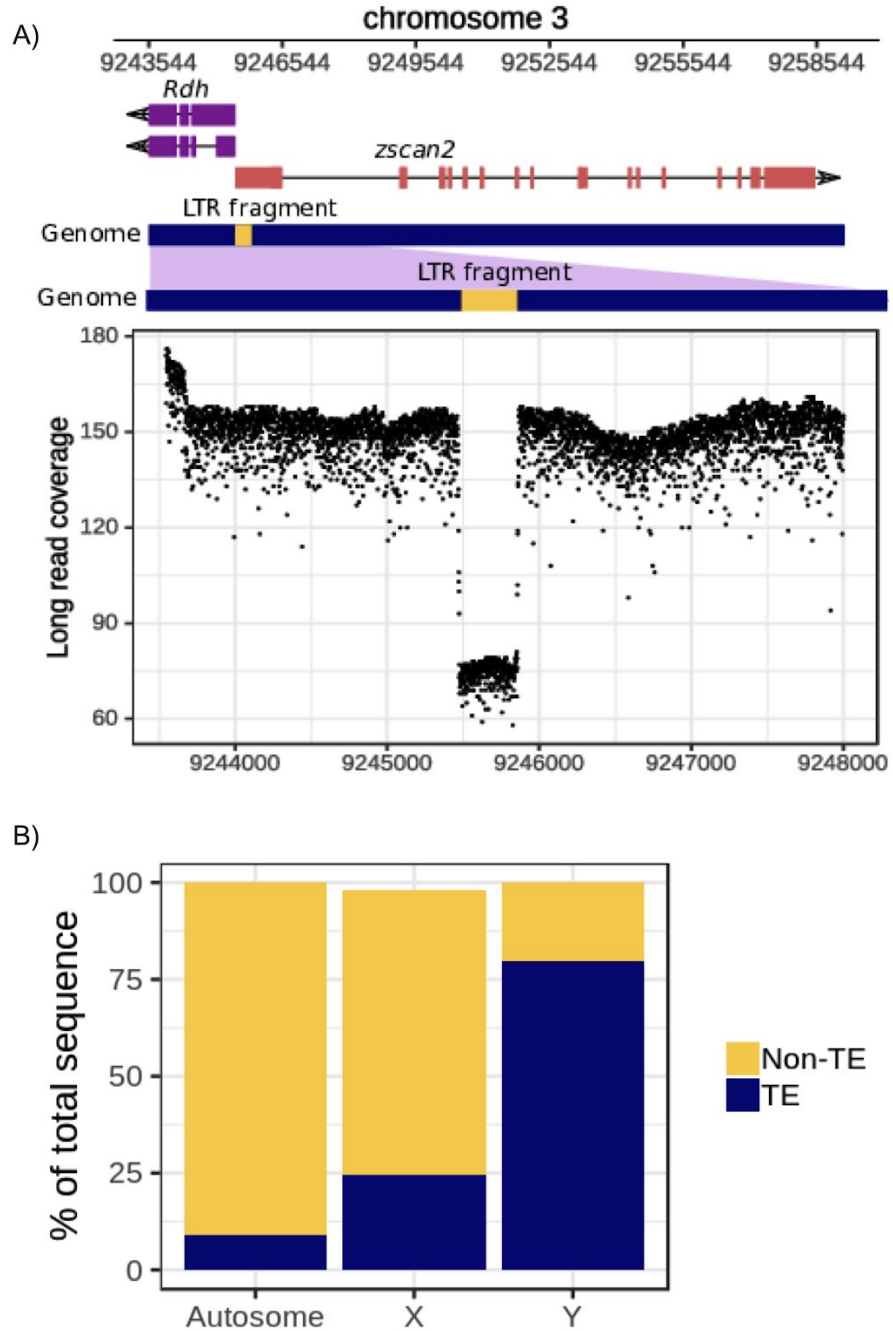 A)
chromosome 3
9243544 9246544 9249544 9252544 9255544 9258544
Rdh
zscan2
LTR fragment
Genome
LTR fragment
Genome
180
150
120
90
60
Long read coverage
9244000 9245000 9246000 9247000 9248000
B)
100
75
50
25
0
% of total sequence
Autosome X Y
Non-TE
TE